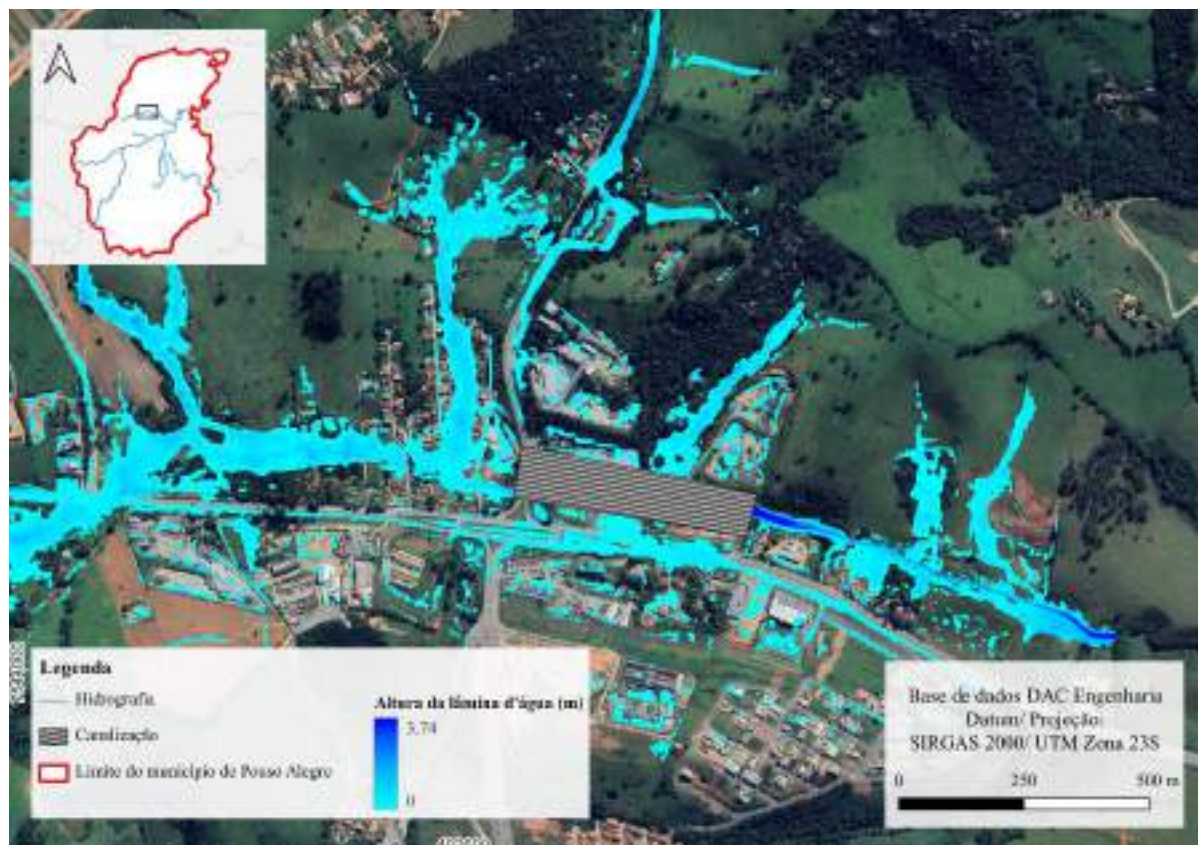 Legenda
Hidrografia
Canalização
Limite do município de Pouso Alegre
Altura da lâmina d'água (m)
3,74
0
Base de dados DAC Engenharia
Datum/ Projeção:
SIRGAS 2000/ UTM Zona 23S
0 250 500 m